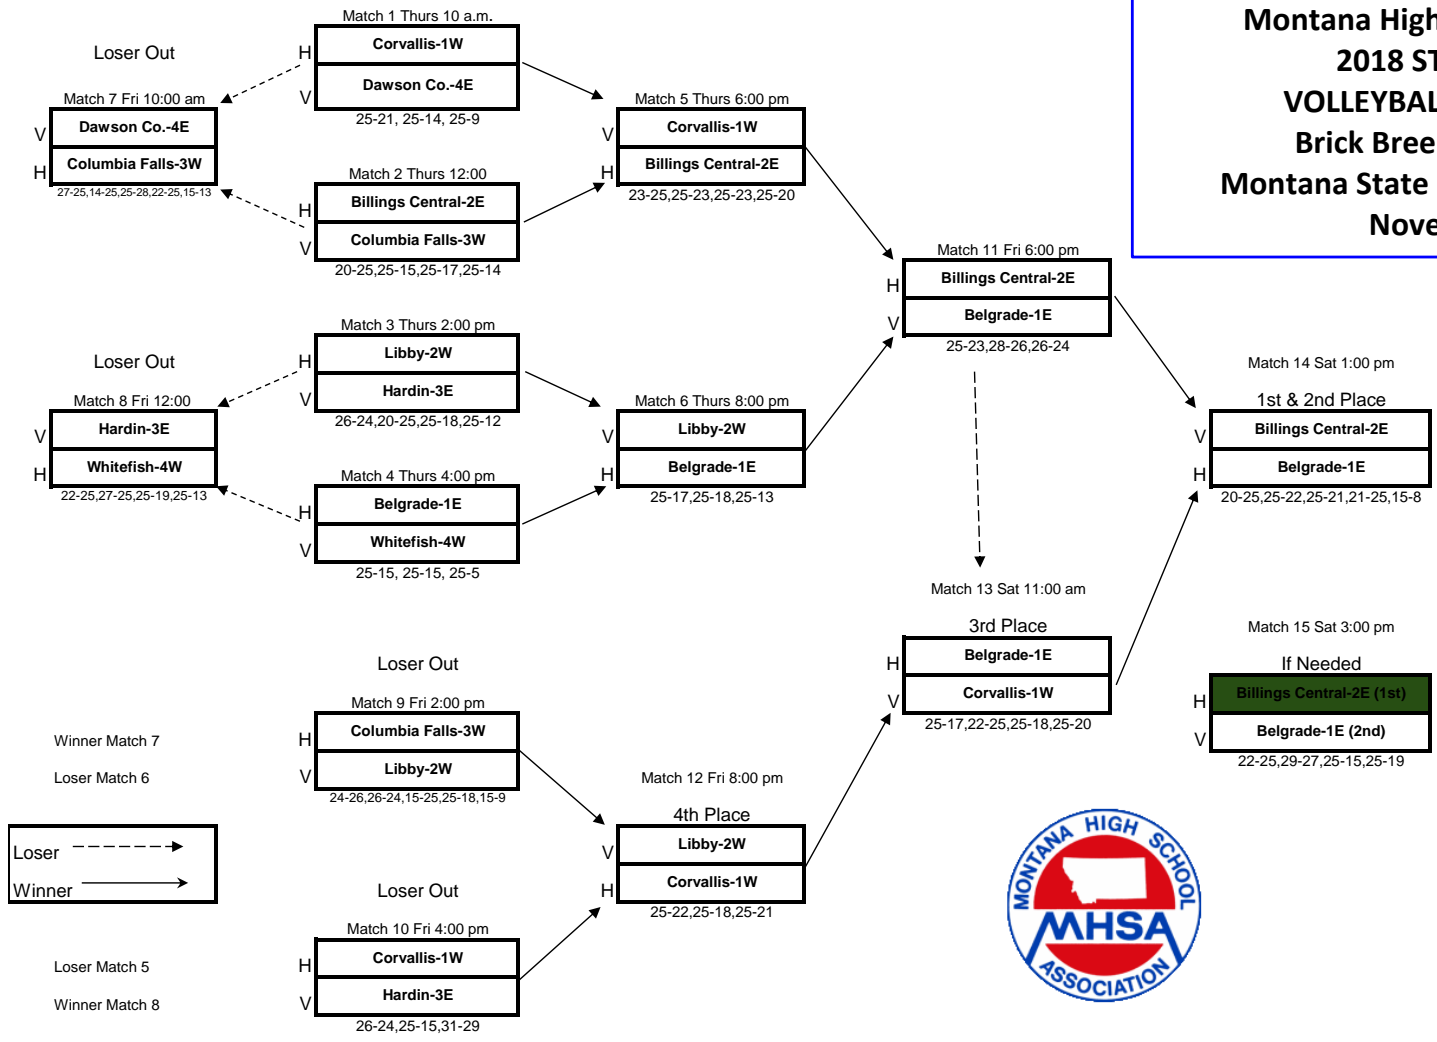 Montana High
2018 ST
VOLLEYBAL
Brick Bree
Montana State
Nove
Match 1 Thurs 10 a.m.
Loser Out
H
Corvallis-1W
V
Dawson Co.-4E
25-21, 25-14, 25-9
Match 7 Fri 10:00 am
V
Dawson Co.-4E
H
Columbia Falls-3W
27-25,14-25,25-28,22-25,15-13
Match 2 Thurs 12:00
H
Billings Central-2E
V
Columbia Falls-3W
20-25,25-15,25-17,25-14
Match 5 Thurs 6:00 pm
V
Corvallis-1W
H
Billings Central-2E
23-25,25-23,25-23,25-20
Match 3 Thurs 2:00 pm
Loser Out
H
Libby-2W
V
Hardin-3E
26-24,20-25,25-18,25-12
Match 8 Fri 12:00
V
Hardin-3E
H
Whitefish-4W
22-25,27-25,25-19,25-13
Match 4 Thurs 4:00 pm
H
Belgrade-1E
V
Whitefish-4W
25-15, 25-15, 25-5
Match 6 Thurs 8:00 pm
V
Libby-2W
H
Belgrade-1E
25-17,25-18,25-13
Match 11 Fri 6:00 pm
H
Billings Central-2E
V
Belgrade-1E
25-23,28-26,26-24
Match 14 Sat 1:00 pm
1st & 2nd Place
V
Billings Central-2E
H
Belgrade-1E
20-25,25-22,25-21,21-25,15-8
Match 13 Sat 11:00 am
3rd Place
H
Belgrade-1E
V
Corvallis-1W
25-17,22-25,25-18,25-20
Match 15 Sat 3:00 pm
If Needed
H
Billings Central-2E (1st)
V
Belgrade-1E (2nd)
22-25,29-27,25-15,25-19
Loser Out
Match 9 Fri 2:00 pm
Winner Match 7
H
Columbia Falls-3W
Loser Match 6
V
Libby-2W
24-26,26-24,15-25,25-18,15-9
Match 12 Fri 8:00 pm
4th Place
V
Libby-2W
H
Corvallis-1W
25-22,25-18,25-21
Loser
Winner
Loser Out
Match 10 Fri 4:00 pm
Loser Match 5
H
Corvallis-1W
Winner Match 8
V
Hardin-3E
26-24,25-15,31-29
MONTANA HIGH SCHOOL
MHSA
ASSOCIATION